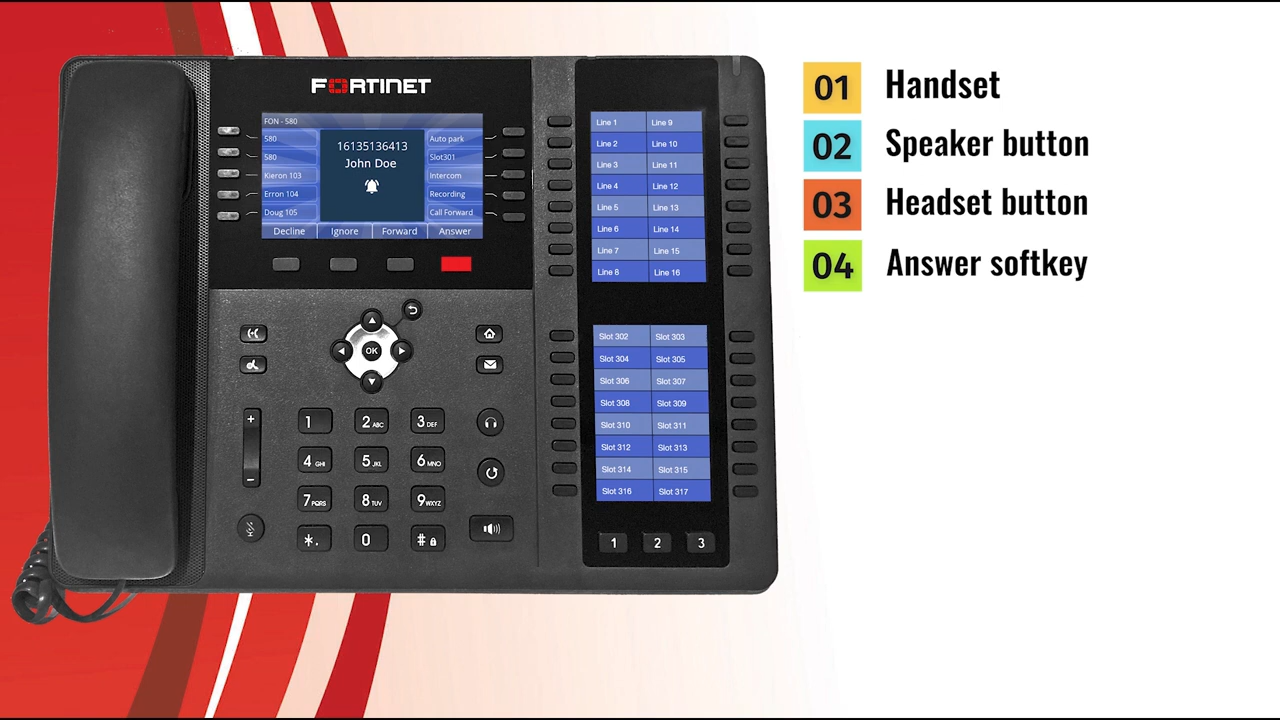 FORTINET
FON - 580
580
580
Kieron 103
Erron 104
Doug 105
16135136413
John Doe
Auto park
Slot301
Intercom
Recording
Call Forward
Decline Ignore Forward Answer
Line 1 Line 9
Line 2 Line 10
Line 3 Line 11
Line 4 Line 12
Line 5 Line 13
Line 6 Line 14
Line 7 Line 15
Line 8 Line 16
Slot 302 Slot 303
Slot 304 Slot 305
Slot 306 Slot 307
Slot 308 Slot 309
Slot 310 Slot 311
Slot 312 Slot 313
Slot 314 Slot 315
Slot 316 Slot 317
1 2 3
OK
+
−
1 2 ABC 3 DEF
4 GHI 5 JKL 6 MNO
7 PQRS 8 TUV 9 WXYZ
*. 0 #
01 Handset
02 Speaker button
03 Headset button
04 Answer softkey